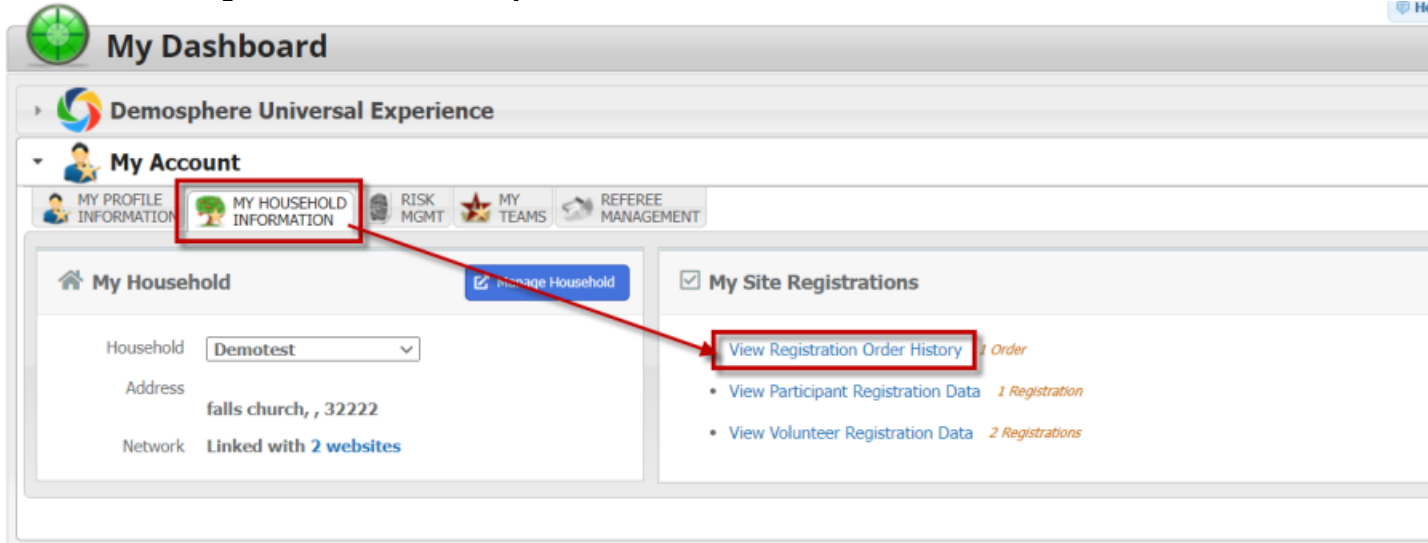 He
My Dashboard
Demosphere Universal Experience
My Account
MY PROFILE
INFORMATION
MY HOUSEHOLD
INFORMATION
RISK
MGMT
MY
TEAMS
REFEREE
MANAGEMENT
My Household
Manage Household
My Site Registrations
Household Demotest
Address
falls church, , 32222
Network Linked with 2 websites
View Registration Order History 1 Order
• View Participant Registration Data 1 Registration
• View Volunteer Registration Data 2 Registrations